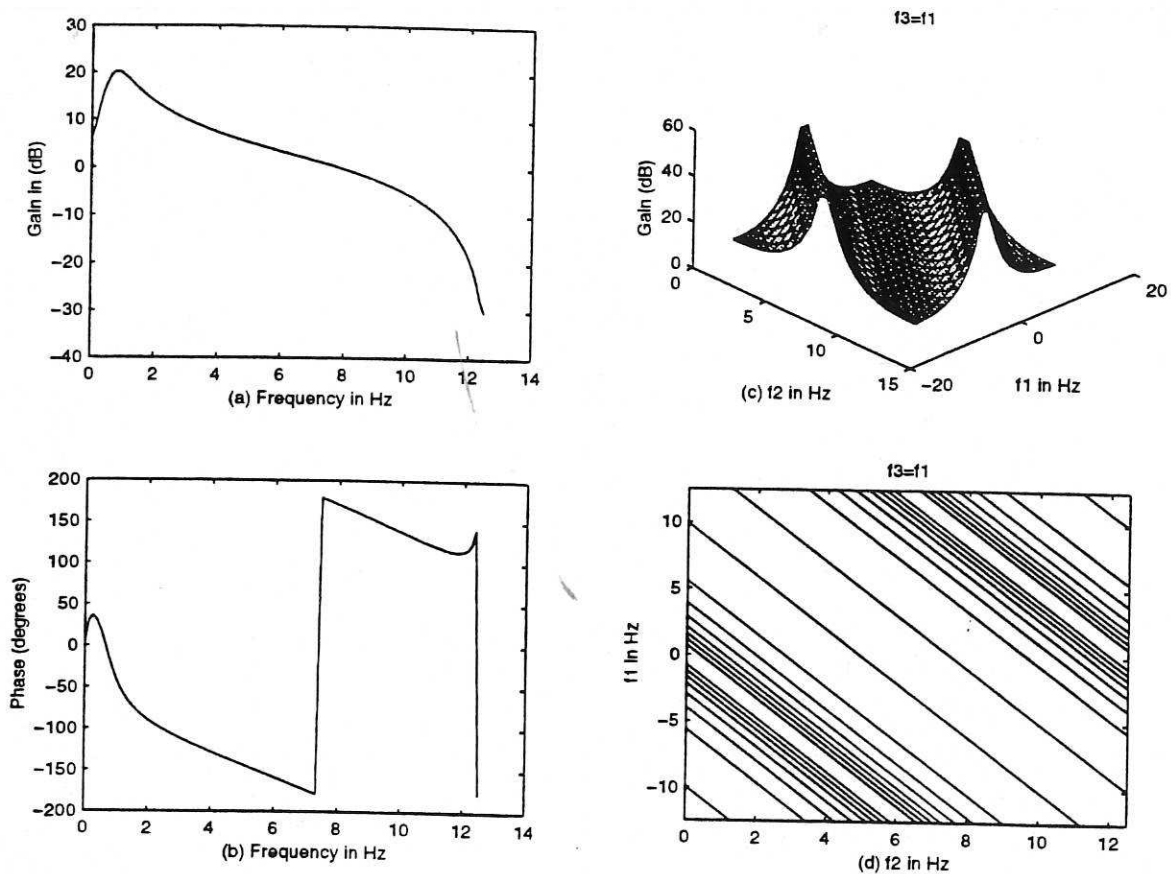 30
20
10
0
−10
−20
−30
−40
Gain in (dB)
0 2 4 6 8 10 12 14
(a) Frequency in Hz
f3=f1
60
40
20
0
Gain (dB)
0 5 10 15
(c) f2 in Hz
−20 0 20
f1 in Hz
200
150
100
50
0
−50
−100
−150
−200
Phase (degrees)
0 2 4 6 8 10 12 14
(b) Frequency in Hz
f3=f1
10
5
0
−5
−10
f1 in Hz
0 2 4 6 8 10 12
(d) f2 in Hz